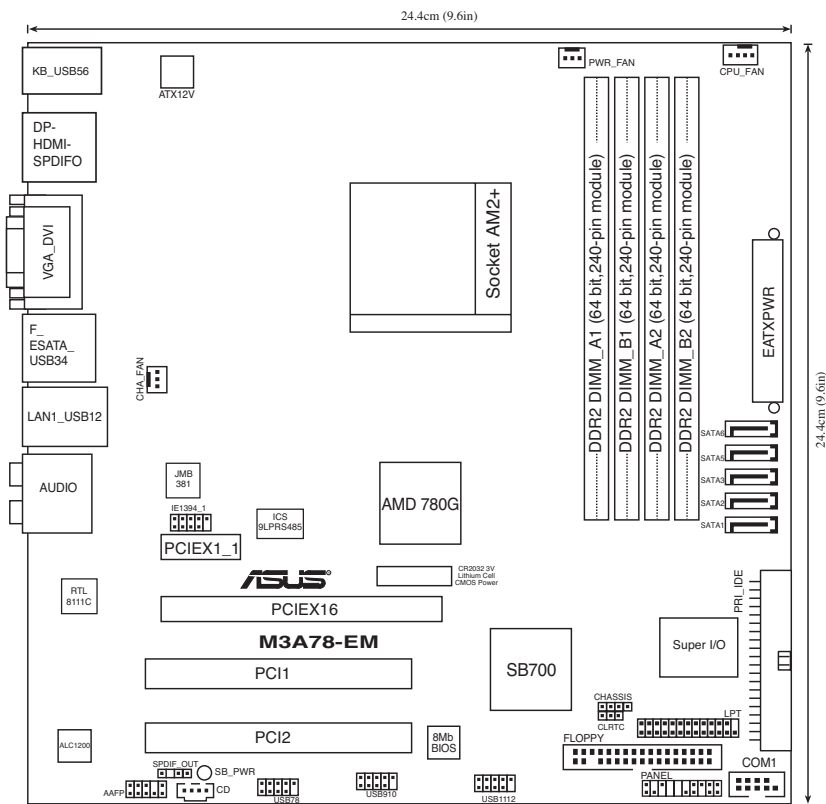 24.4cm (9.6in)
KB_USB56
ATX12V
PWR_FAN
CPU_FAN
DP-
HDMI-
SPDIFO
VGA_DVI
Socket AM2+
DDR2 DIMM_A1 (64 bit,240-pin module)
DDR2 DIMM_B1 (64 bit,240-pin module)
DDR2 DIMM_A2 (64 bit,240-pin module)
DDR2 DIMM_B2 (64 bit,240-pin module)
EATXPWR
24.4cm (9.6in)
F_
ESATA_
USB34
CHA_FAN
LAN1_USB12
AUDIO
SATA6
SATA5
SATA3
SATA2
SATA1
JMB
381
IE1394_1
ICS
9LPRS485
AMD 780G
PCIEX1_1
CR2032 3V
Lithium Cell
CMOS Power
ASUS
RTL
8111C
PCIEX16
PRI_IDE
M3A78-EM
Super I/O
SB700
PCI1
CHASSIS
CLRTC
LPT
ALC1200
PCI2
8Mb
BIOS
FLOPPY
SPDIF_OUT
SB_PWR
AAFP
CD
USB78
USB910
USB1112
PANEL
COM1